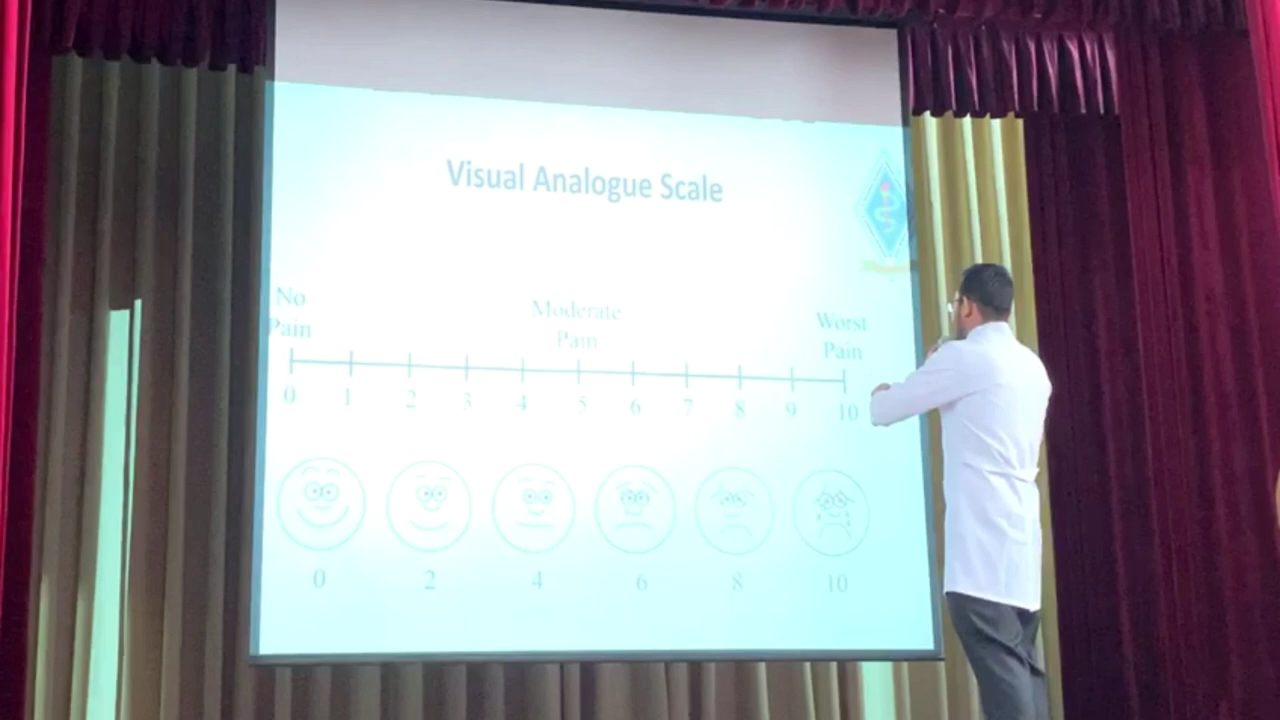 Visual Analogue Scale
No Pain
Moderate Pain
Worst Pain
0 1 2 3 4 5 6 7 8 9 10
0 2 4 6 8 10